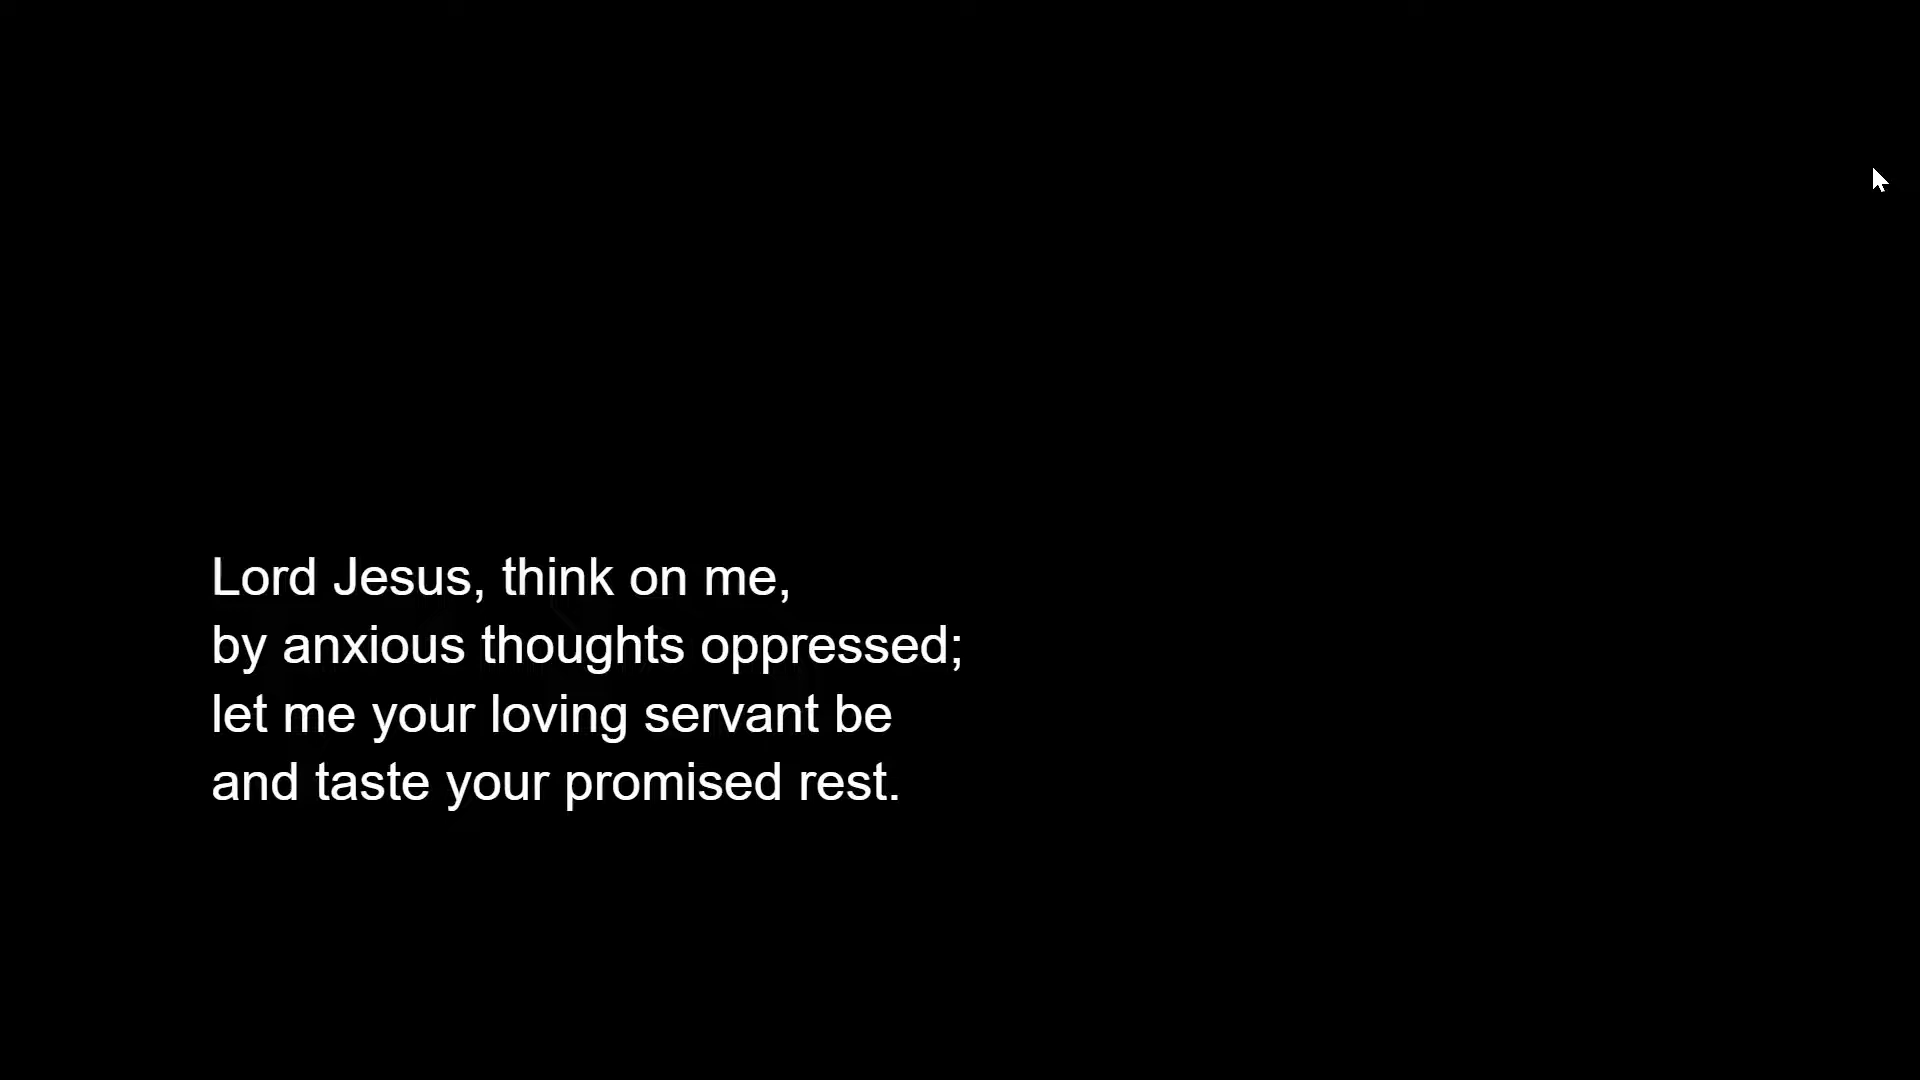 Lord Jesus, think on me,
by anxious thoughts oppressed;
let me your loving servant be
and taste your promised rest.